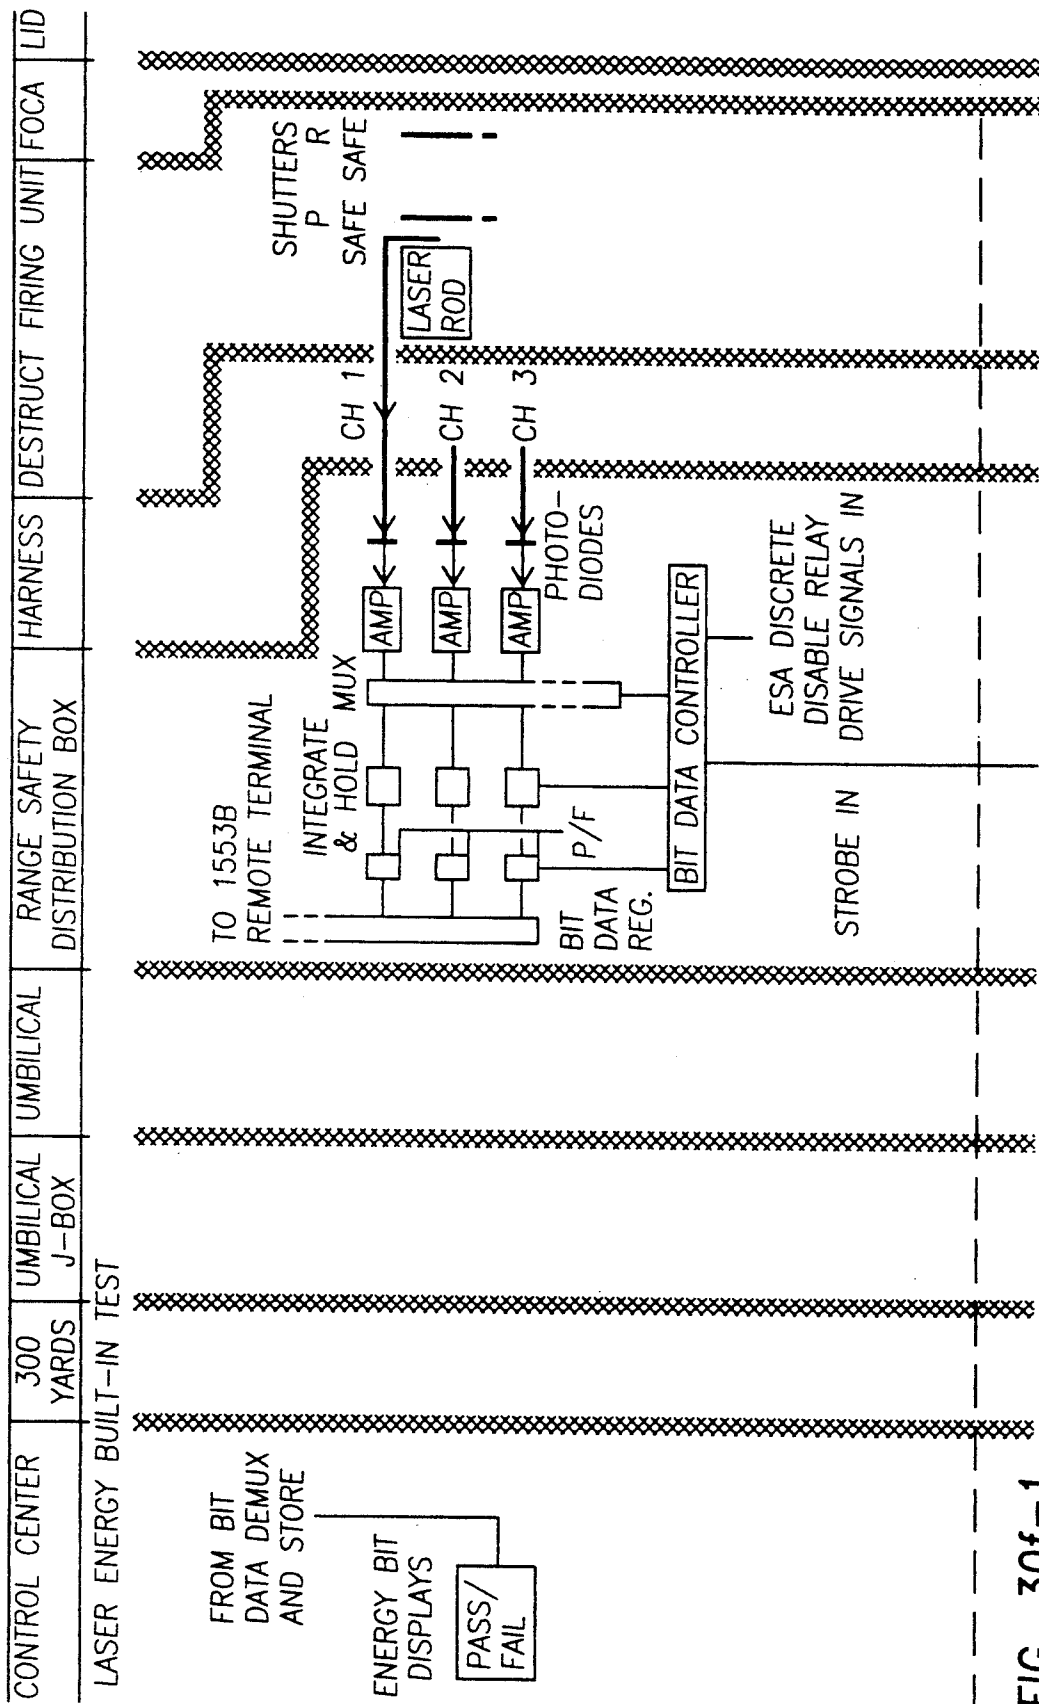 CONTROL CENTER
300
YARDS
UMBILICAL
J-BOX
UMBILICAL
RANGE SAFETY
DISTRIBUTION BOX
HARNESS
DESTRUCT FIRING UNIT
FOCA
LID
LASER ENERGY BUILT-IN TEST
FROM BIT
DATA DEMUX
AND STORE
ENERGY BIT
DISPLAYS
PASS/
FAIL
TO 1553B
REMOTE TERMINAL
INTEGRATE
& HOLD
MUX
AMP
AMP
AMP
CH 1
CH 2
CH 3
SHUTTERS
P R
SAFE SAFE
LASER
ROD
PHOTO-
DIODES
P/F
BIT
DATA
REG.
BIT DATA CONTROLLER
ESA DISCRETE
DISABLE RELAY
DRIVE SIGNALS IN
STROBE IN
FIG. 30f-1